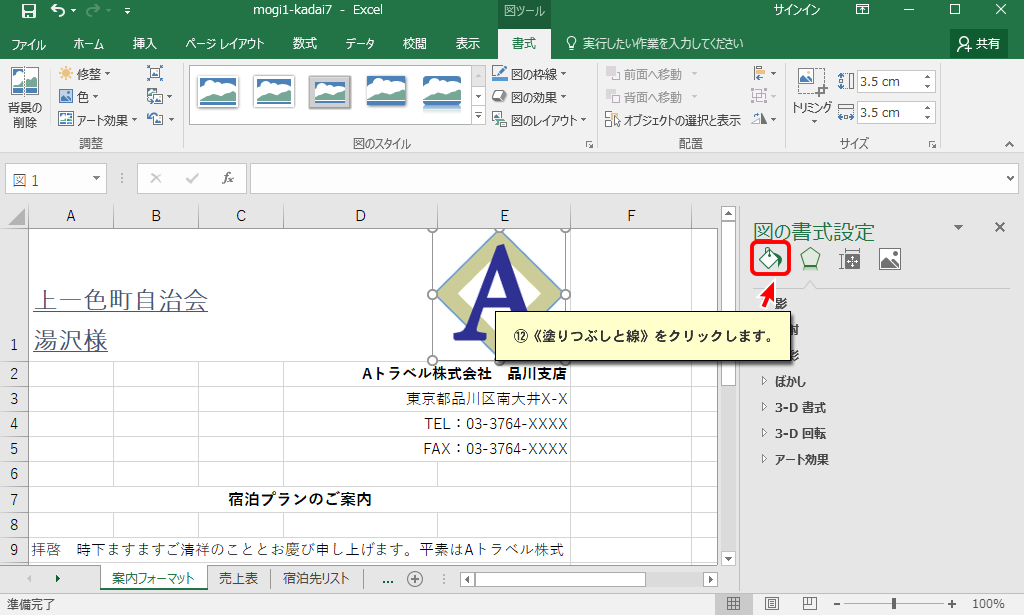 mogi1-kadai7 - Excel
図ツール
サインイン
ファイル ホーム 挿入 ページ レイアウト 数式 データ 校閲 表示 書式 実行したい作業を入力してください 共有
背景の
削除
修整
色
アート効果
調整
図のスタイル
図の枠線
図の効果
図のレイアウト
前面へ移動
背面へ移動
オブジェクトの選択と表示
配置
トリミング
3.5 cm
3.5 cm
サイズ
図 1
fx
A B C D E F
図の書式設定
上一色町自治会
湯沢様
A
1
⑫《塗りつぶしと線》をクリックします。
影
射
影
ぼかし
3-D 書式
3-D 回転
アート効果
2 Aトラベル株式会社 品川支店
3 東京都品川区南大井X-X
4 TEL：03-3764-XXXX
5 FAX：03-3764-XXXX
6
7 宿泊プランのご案内
8
9 拝啓 時下ますますご清祥のこととお慶び申し上げます。平素はAトラベル株式
案内フォーマット 売上表 宿泊先リスト ...
準備完了
100%